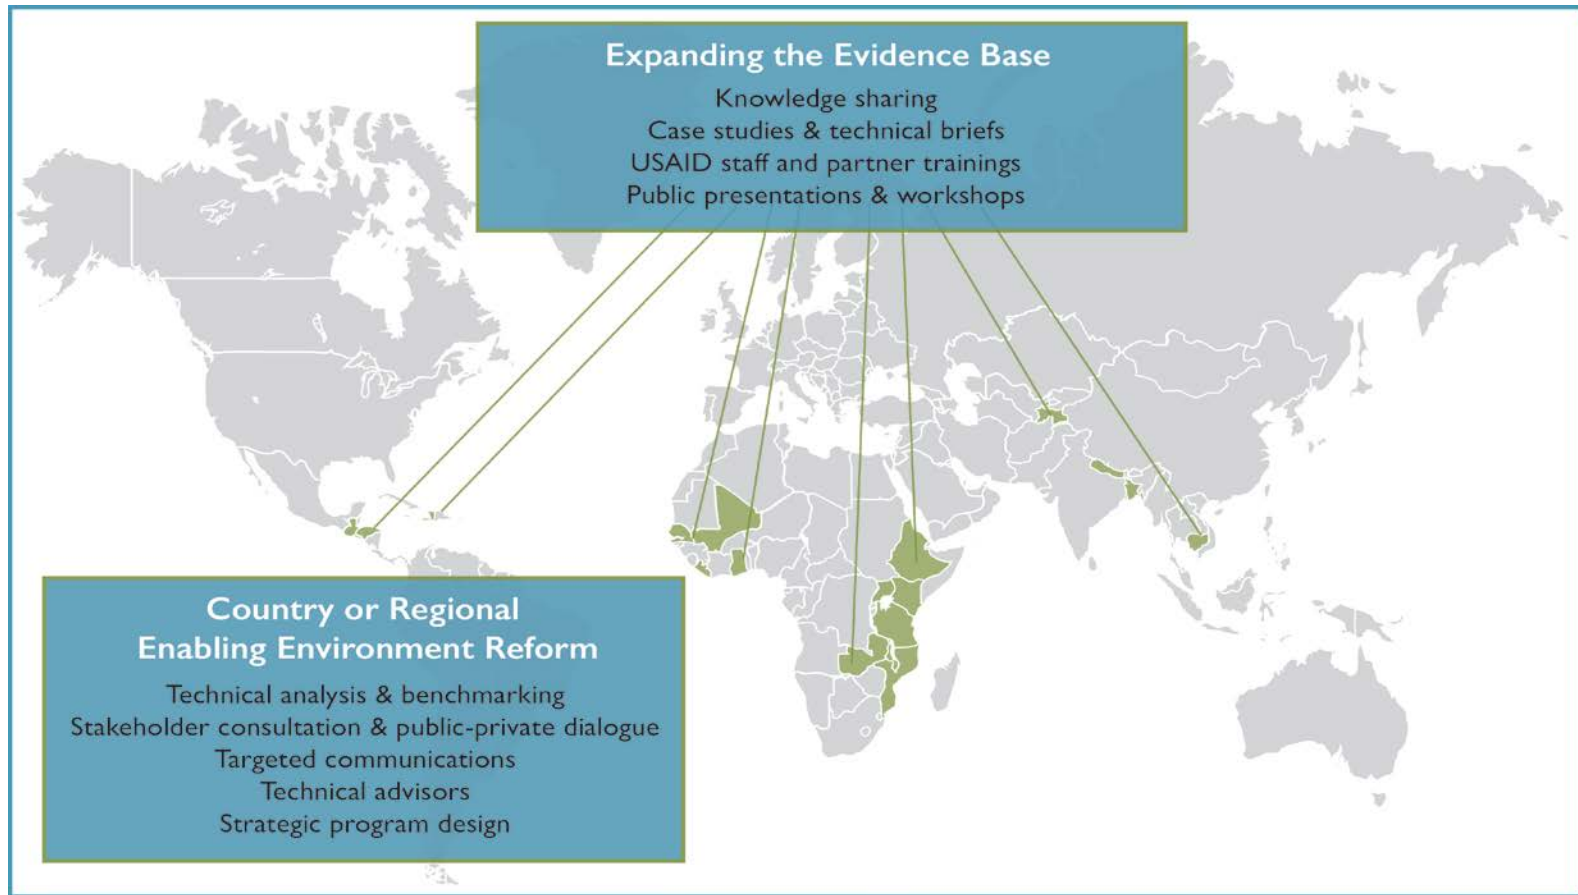 Expanding the Evidence Base
Knowledge sharing
Case studies & technical briefs
USAID staff and partner trainings
Public presentations & workshops
Country or Regional
Enabling Environment Reform
Technical analysis & benchmarking
Stakeholder consultation & public-private dialogue
Targeted communications
Technical advisors
Strategic program design